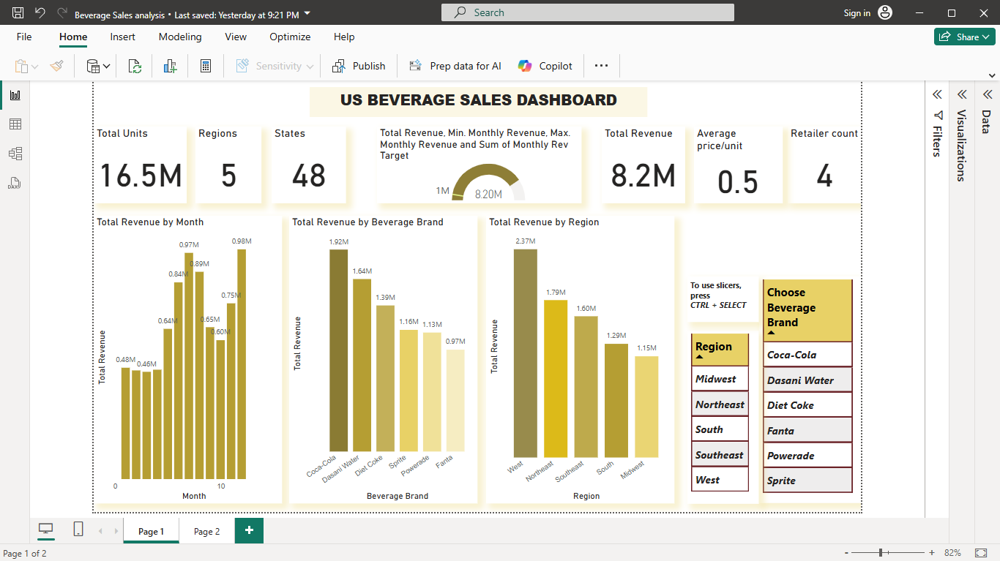 Beverage Sales analysis • Last saved: Yesterday at 9:21 PM
Search
Sign in
File
Home
Insert
Modeling
View
Optimize
Help
Share
Sensitivity
Publish
Prep data for AI
Copilot
US BEVERAGE SALES DASHBOARD
Total Units
16.5M
Regions
5
States
48
Total Revenue, Min. Monthly Revenue, Max.
Monthly Revenue and Sum of Monthly Rev
Target
1M
8.20M
Total Revenue
8.2M
Average
price/unit
0.5
Retailer count
4
Total Revenue by Month
Total Revenue
0.48M
0.46M
0.64M
0.84M
0.97M
0.89M
0.65M
0.60M
0.75M
0.98M
0
10
Month
Total Revenue by Beverage Brand
Total Revenue
1.92M
1.64M
1.39M
1.16M
1.13M
0.97M
Coca-Cola
Dasani Water
Diet Coke
Sprite
Powerade
Fanta
Beverage Brand
Total Revenue by Region
Total Revenue
2.37M
1.79M
1.60M
1.29M
1.15M
West
Northeast
Southeast
South
Midwest
Region
To use slicers,
press
CTRL + SELECT
Region
Midwest
Northeast
South
Southeast
West
Choose
Beverage
Brand
Coca-Cola
Dasani Water
Diet Coke
Fanta
Powerade
Sprite
Filters
Visualizations
Data
DAX
Page 1
Page 2
+
Page 1 of 2
-
+
82%